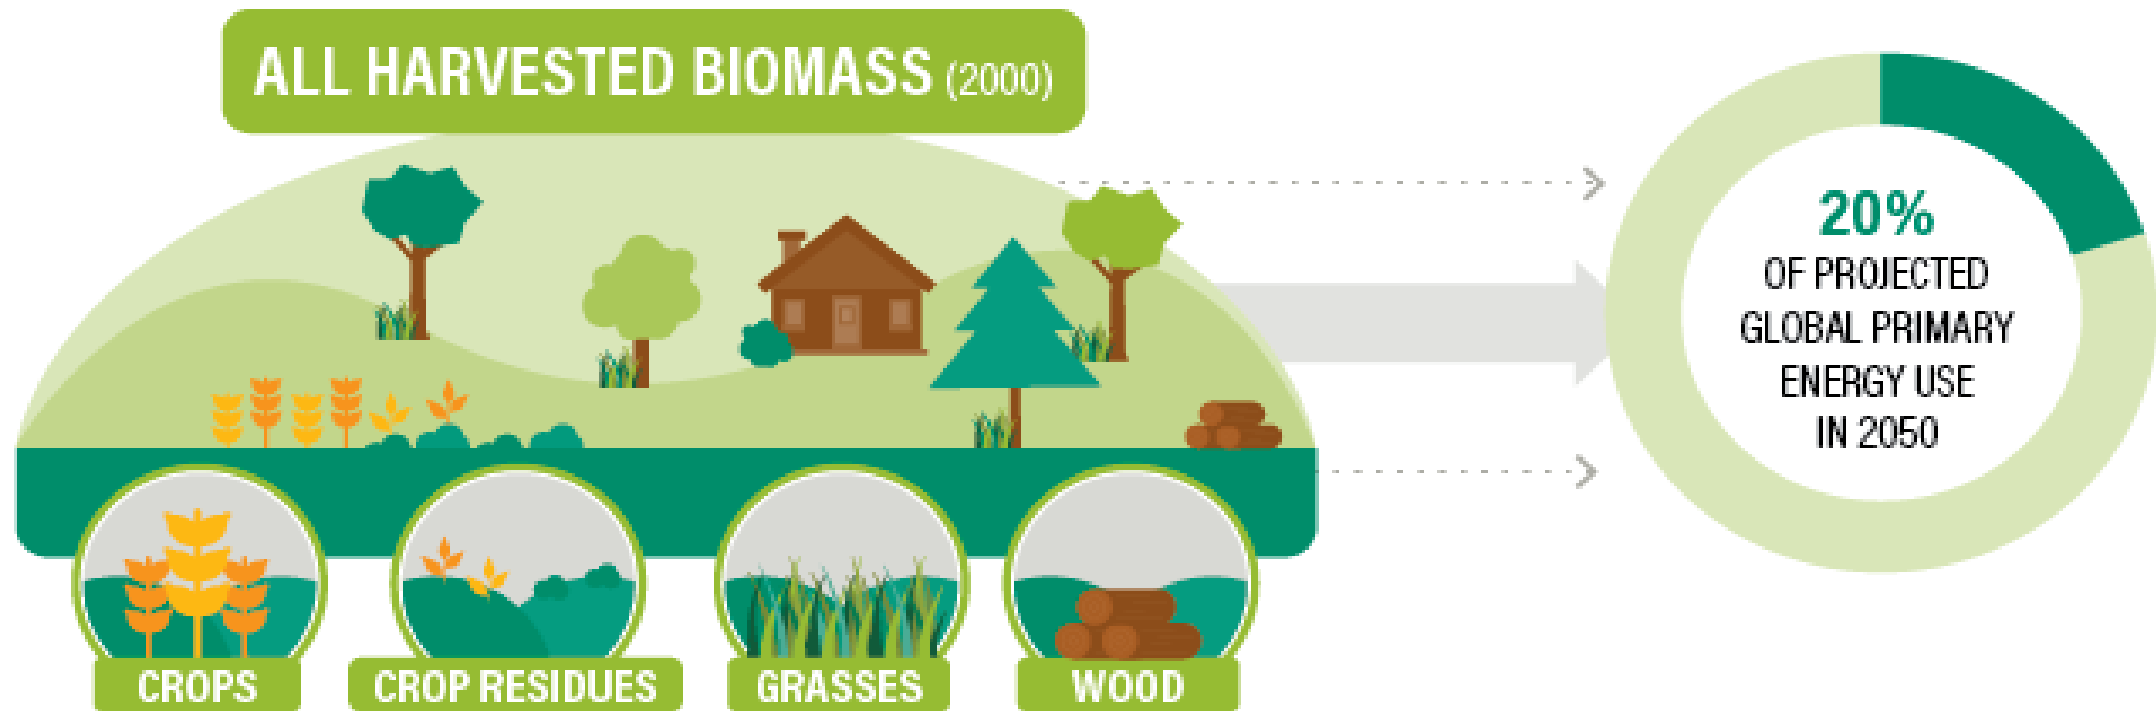 ALL HARVESTED BIOMASS (2000)
20%
OF PROJECTED
GLOBAL PRIMARY
ENERGY USE
IN 2050
CROPS
CROP RESIDUES
GRASSES
WOOD